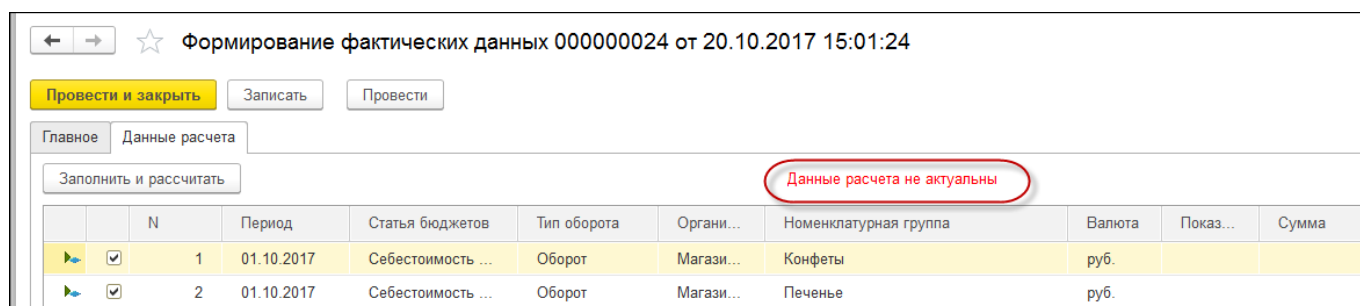 Формирование фактических данных 000000024 от 20.10.2017 15:01:24
Провести и закрыть Записать Провести
Главное Данные расчета
Заполнить и рассчитать Данные расчета не актуальны
N Период Статья бюджетов Тип оборота Органи... Номенклатурная группа Валюта Показ... Сумма
1 01.10.2017 Себестоимость ... Оборот Магази... Конфеты руб.
2 01.10.2017 Себестоимость ... Оборот Магази... Печенье руб.